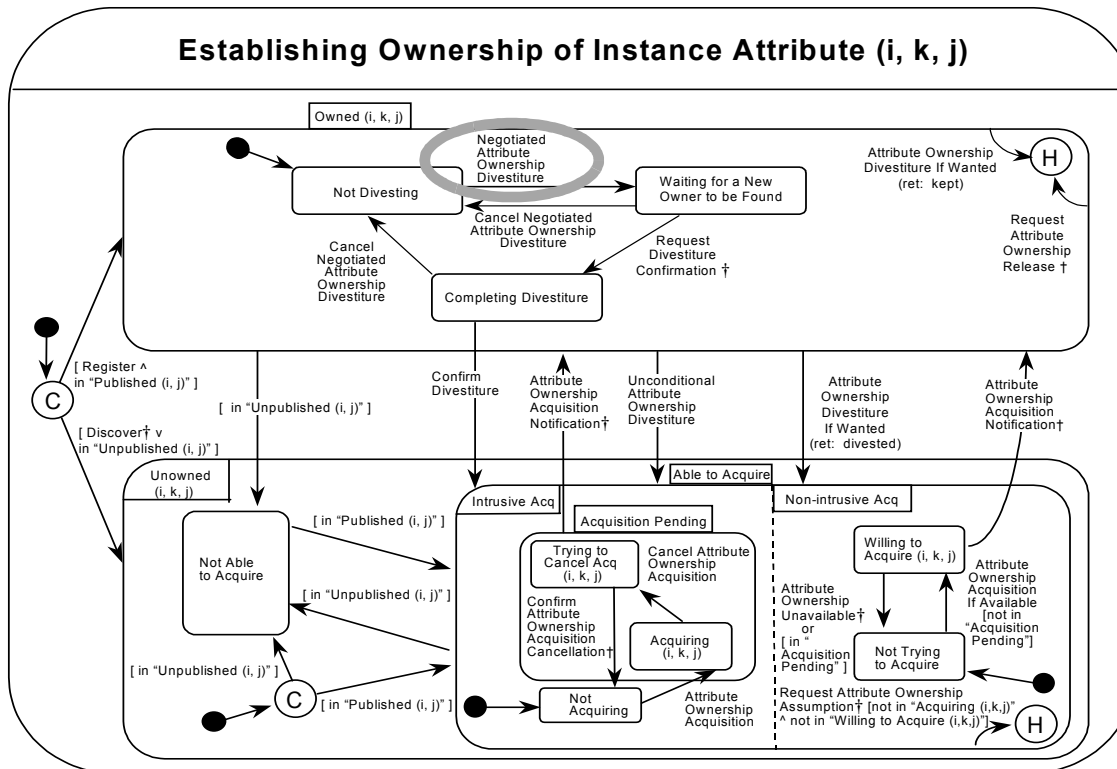 Establishing Ownership of Instance Attribute (i, k, j)
Owned (i, k, j)
Negotiated
Attribute
Ownership
Divestiture
Not Divesting
Waiting for a New
Owner to be Found
Cancel Negotiated
Attribute Ownership
Divestiture
Cancel
Negotiated
Attribute
Ownership
Divestiture
Request
Divestiture
Confirmation †
Completing Divestiture
Attribute Ownership
Divestiture If Wanted
(ret: kept)
H
Request
Attribute
Ownership
Release †
C
[ Register ^
in “Published (i, j)” ]
[ Discover† v
in “Unpublished (i, j)” ]
[ in “Unpublished (i, j)” ]
Confirm
Divestiture
Attribute
Ownership
Acquisition
Notification†
Unconditional
Attribute
Ownership
Divestiture
Attribute
Ownership
Divestiture
If Wanted
(ret: divested)
Attribute
Ownership
Acquisition
Notification†
Unowned
(i, k, j)
Able to Acquire
Intrusive Acq
Non-intrusive Acq
Not Able
to Acquire
[ in “Published (i, j)” ]
[ in “Unpublished (i, j)” ]
[ in “Unpublished (i, j)” ]
C
[ in “Published (i, j)” ]
Acquisition Pending
Trying to
Cancel Acq
(i, k, j)
Cancel Attribute
Ownership
Acquisition
Confirm
Attribute
Ownership
Acquisition
Cancellation†
Acquiring
(i, k, j)
Not
Acquiring
Attribute
Ownership
Acquisition
Willing to
Acquire (i, k, j)
Attribute
Ownership
Unavailable†
or
[ in “
Acquisition
Pending” ]
Attribute
Ownership
Acquisition
If Available
[not in
“Acquisition
Pending”]
Not Trying
to Acquire
Request Attribute Ownership
Assumption† [not in “Acquiring (i,k,j)”
^ not in “Willing to Acquire (i,k,j)”]
H